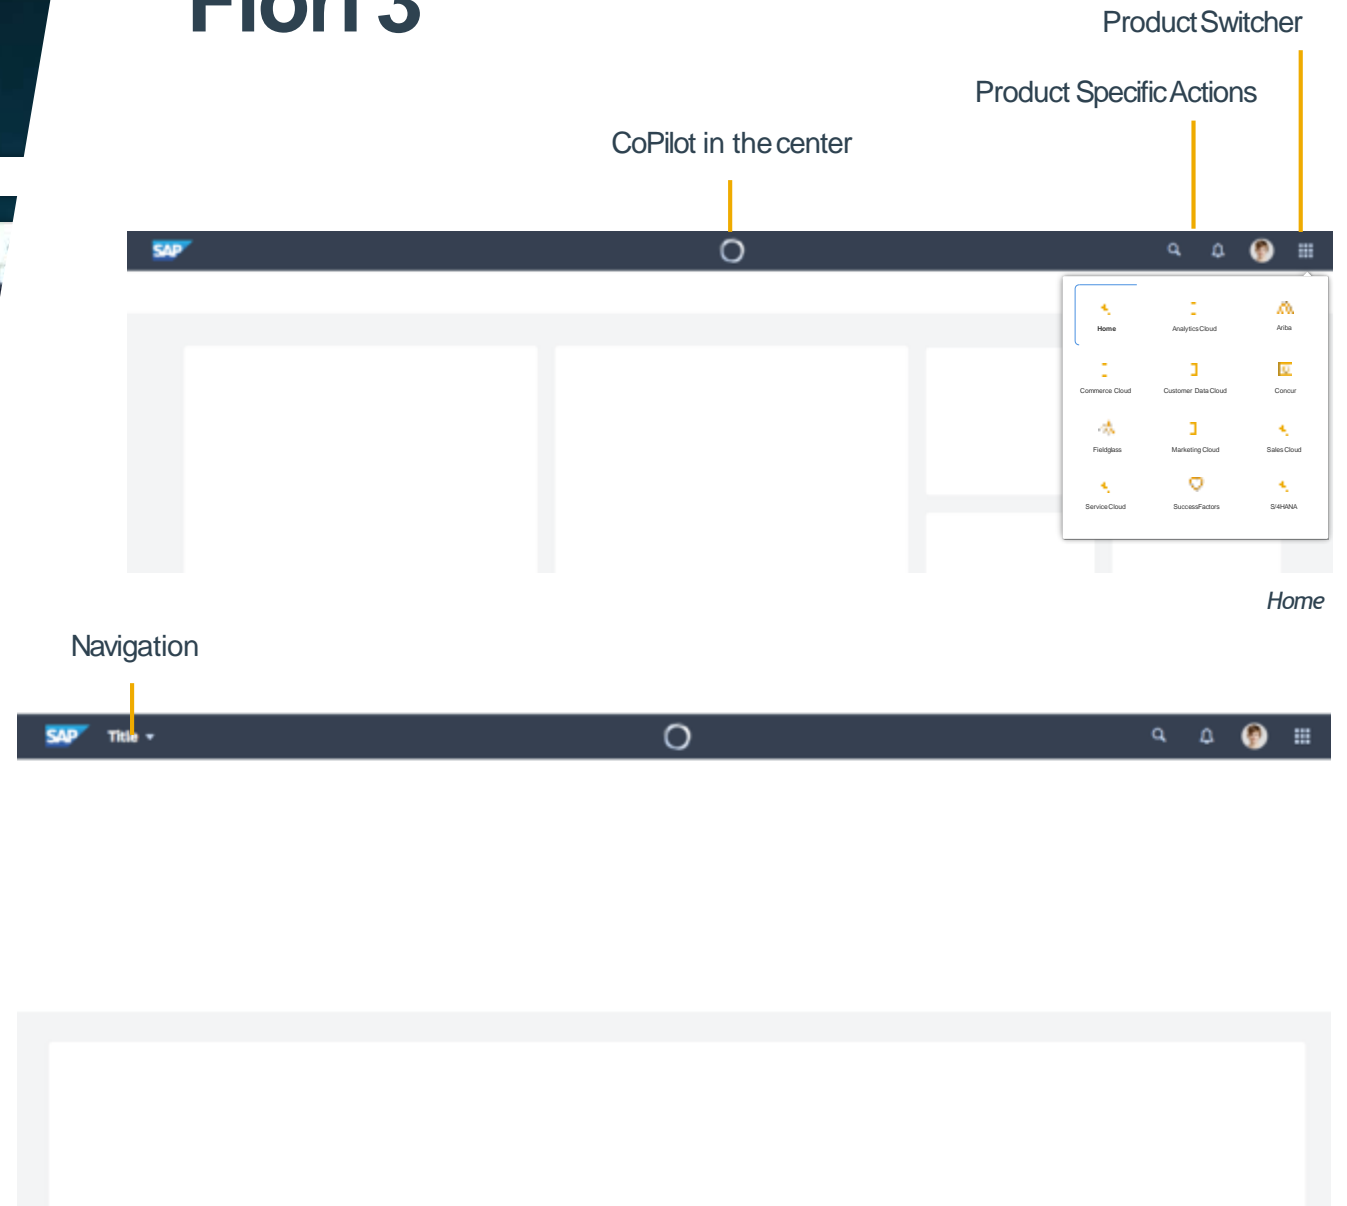 Fiori 3
Product Switcher
Product Specific Actions
CoPilot in the center
SAP
Home
Analytics Cloud
Ariba
Commerce Cloud
Customer Data Cloud
Concur
Fieldglass
Marketing Cloud
Sales Cloud
Service Cloud
SuccessFactors
S/4HANA
Home
Navigation
SAP Title